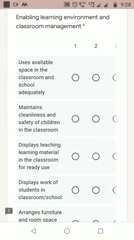 9:28
Enabling learning environment and
classroom management *
1 2
Uses available
space in the
classroom and
school
adequately
Maintains
cleanliness and
safety of children
in the classroom
Displays teaching
learning material
in the classroom
for ready use
Displays work of
students in
classroom/school
Arranges furniture
and room space